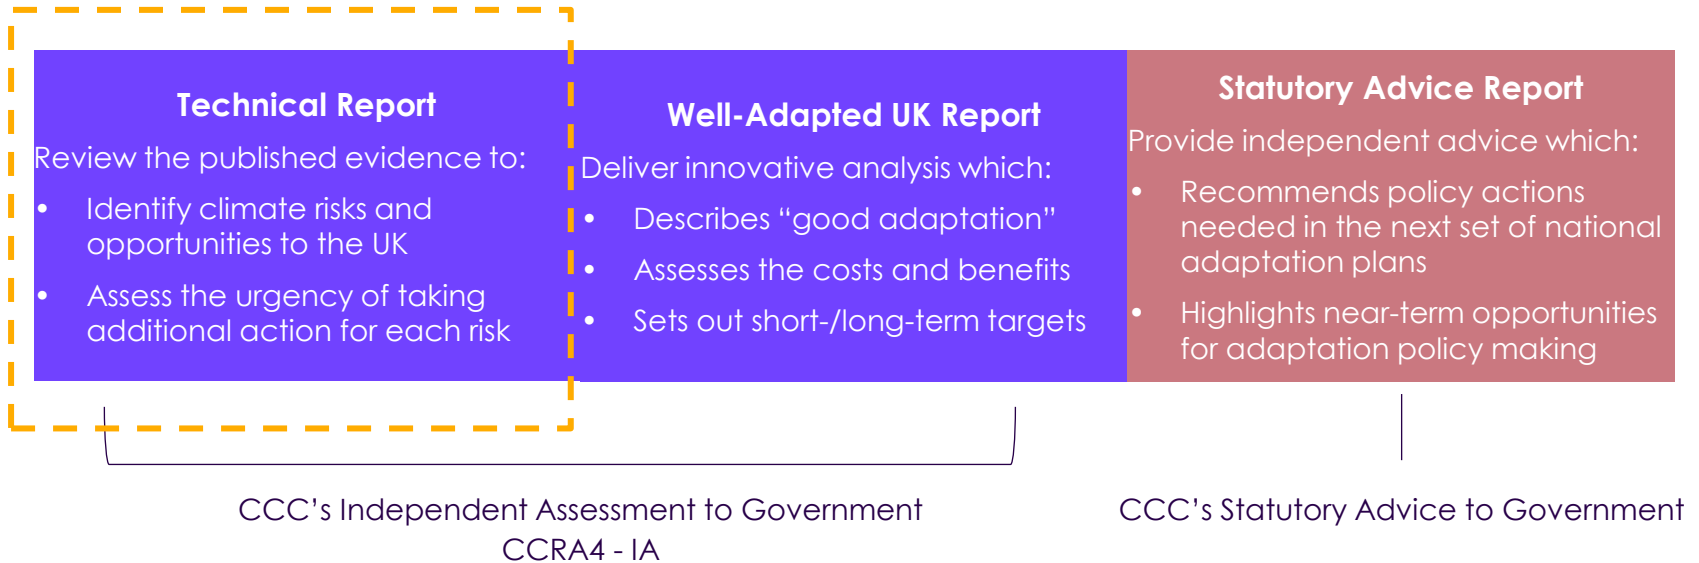 Technical Report
Review the published evidence to:
• Identify climate risks and
opportunities to the UK
• Assess the urgency of taking
additional action for each risk
Well-Adapted UK Report
Deliver innovative analysis which:
• Describes “good adaptation”
• Assesses the costs and benefits
• Sets out short-/long-term targets
Statutory Advice Report
Provide independent advice which:
• Recommends policy actions
needed in the next set of national
adaptation plans
• Highlights near-term opportunities
for adaptation policy making
CCC’s Independent Assessment to Government
CCRA4 - IA
CCC’s Statutory Advice to Government